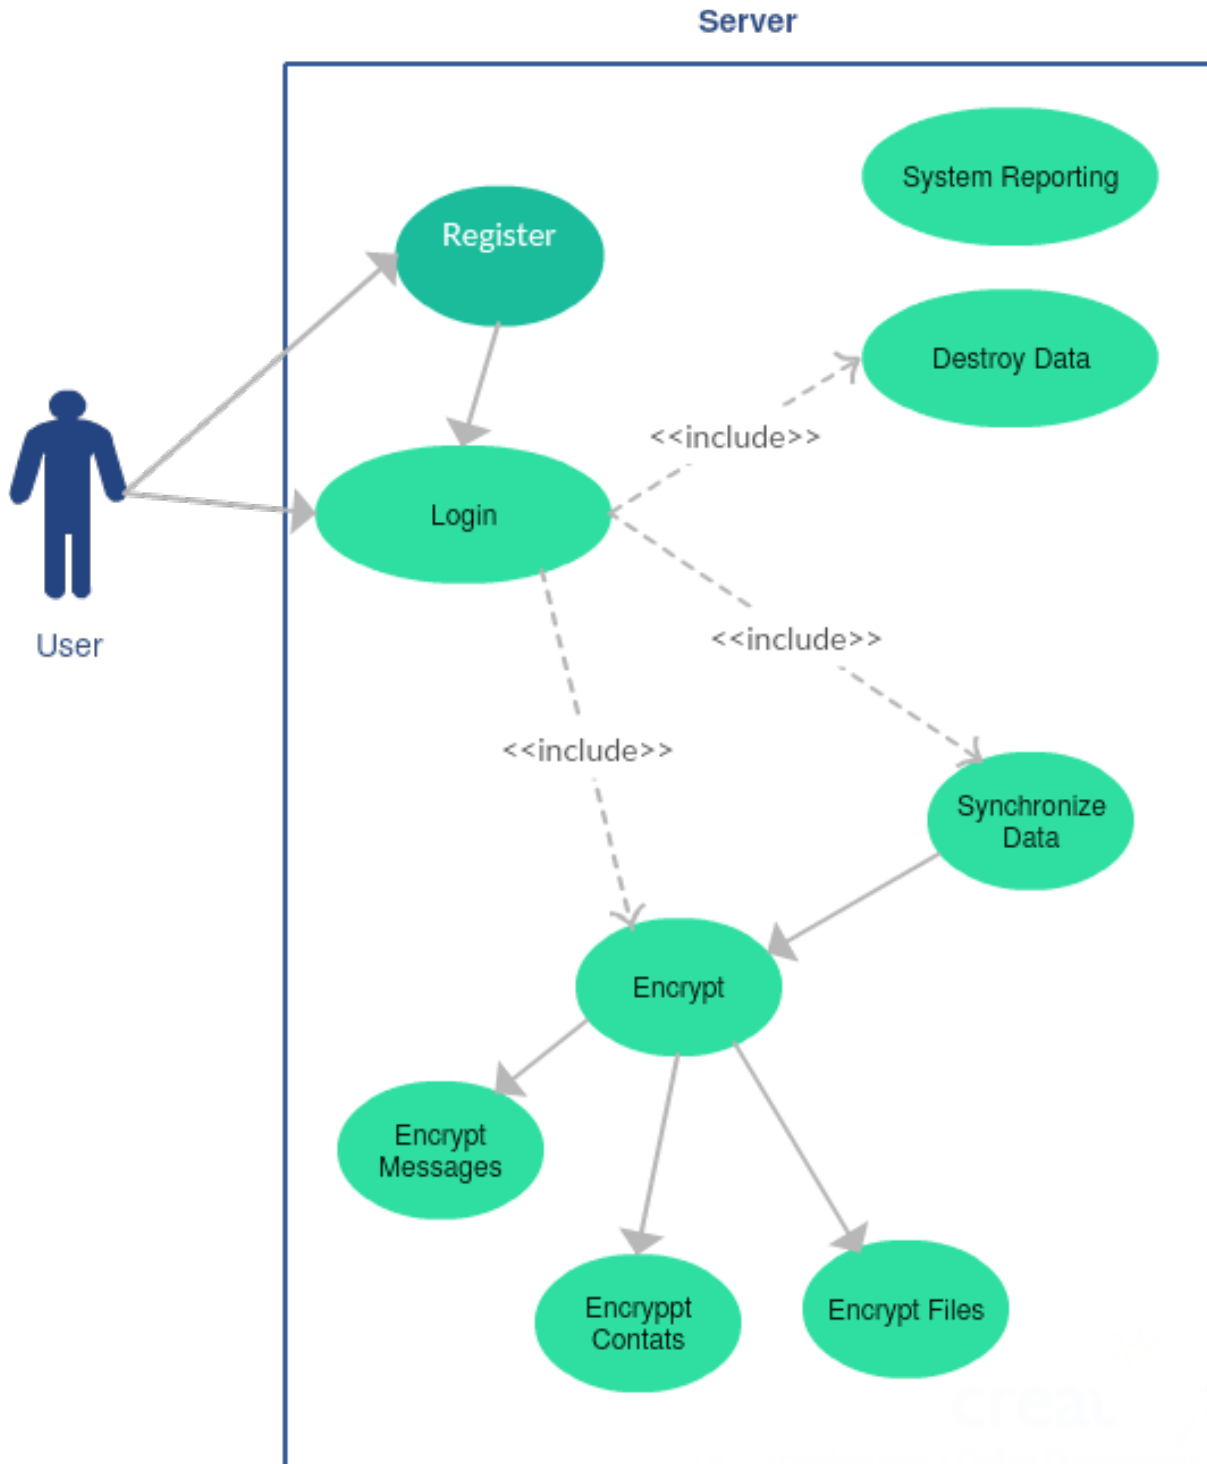 Server
System Reporting
Register
Destroy Data
<<include>>
Login
User
<<include>>
<<include>>
Synchronize
Data
Encrypt
Encrypt
Messages
Encryppt
Contats
Encrypt Files